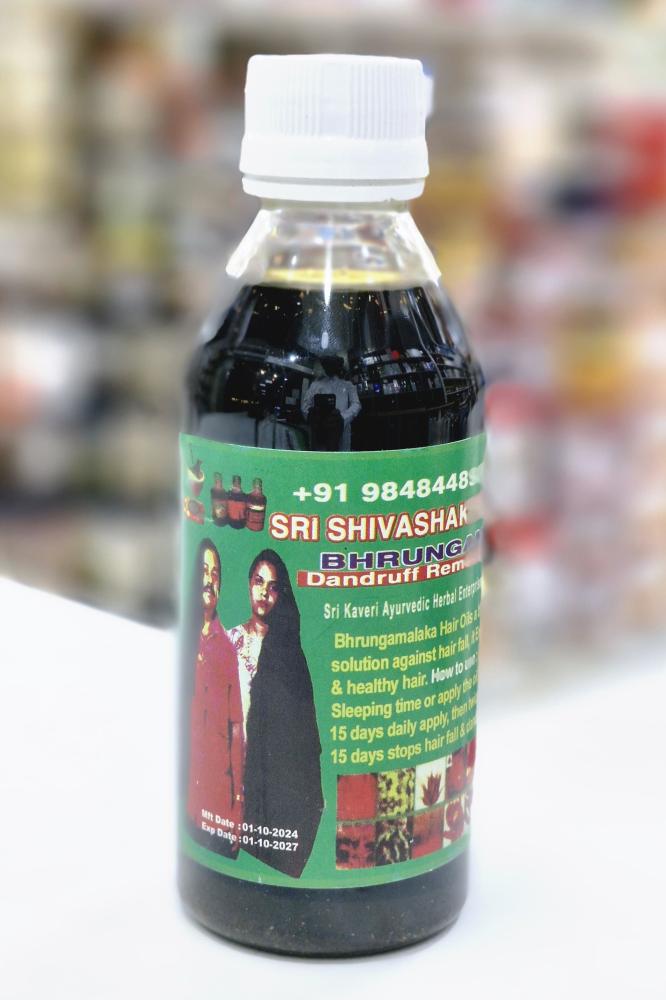 +91 9848448
SRI SHIVASHAK
BHRUNGA
Dandruff Rem
Sri Kaveri Ayurvedic Herbal Enterpris
Bhrungamalaka Hair Oils a
solution against hair fall, it E
& healthy hair. How to use
Sleeping time or apply the
15 days daily apply, then
15 days stops hair fall &
Mft Date : 01-10-2024
Exp Date : 01-10-2027